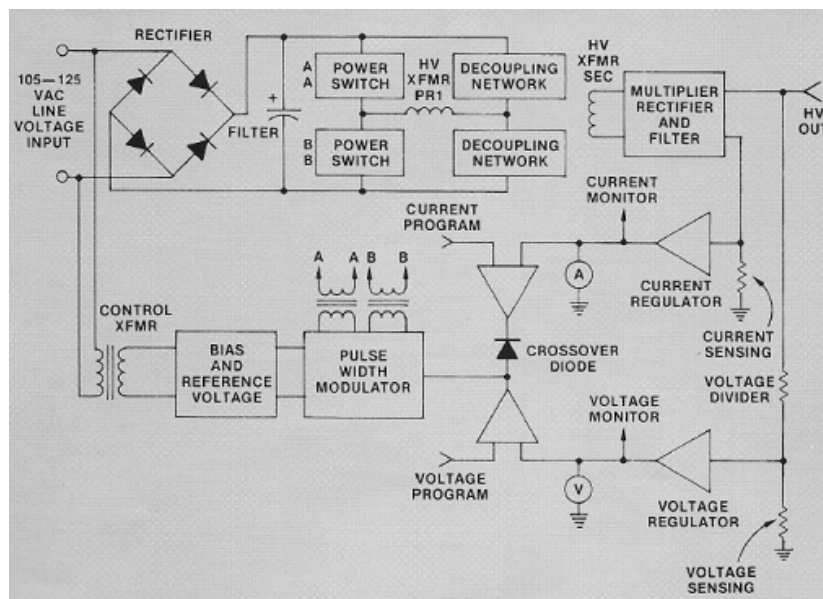 RECTIFIER
105—125
VAC
LINE
VOLTAGE
INPUT
FILTER
+
A
A
POWER
SWITCH
HV
XFMR
PR1
DECOUPLING
NETWORK
B
B
POWER
SWITCH
DECOUPLING
NETWORK
HV
XFMR
SEC
MULTIPLIER
RECTIFIER
AND
FILTER
HV
OUT
CURRENT
PROGRAM
CURRENT
MONITOR
A
CURRENT
REGULATOR
CURRENT
SENSING
A A B B
CONTROL
XFMR
BIAS
AND
REFERENCE
VOLTAGE
PULSE
WIDTH
MODULATOR
CROSSOVER
DIODE
VOLTAGE
DIVIDER
VOLTAGE
MONITOR
VOLTAGE
PROGRAM
V
VOLTAGE
REGULATOR
VOLTAGE
SENSING